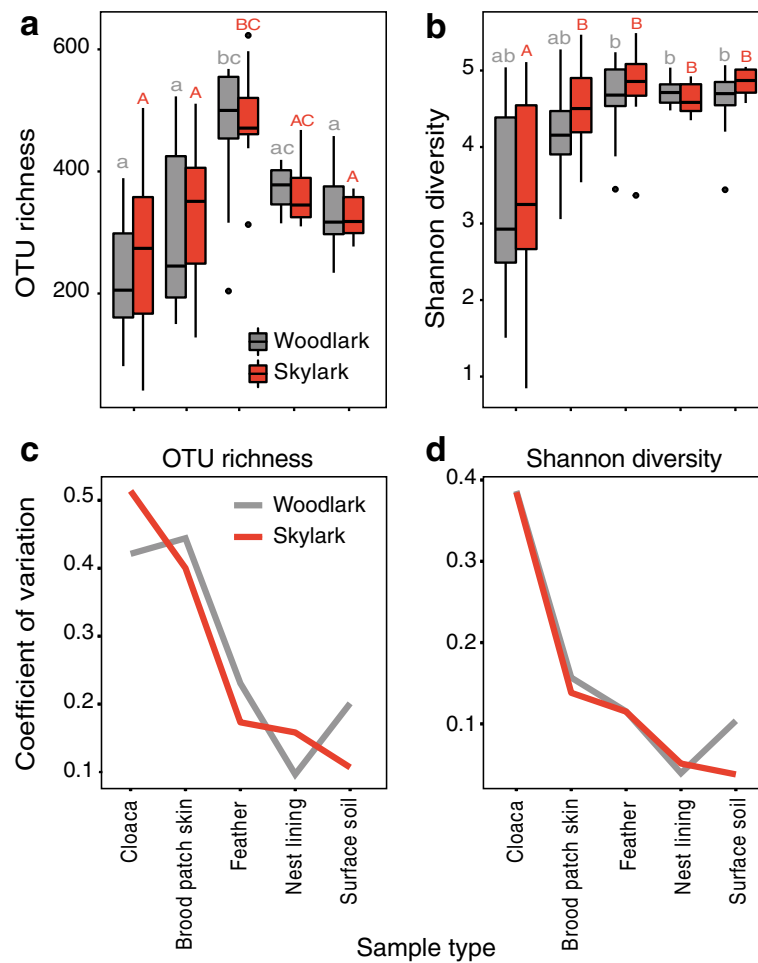 a
OTU richness
600
400
200
a
A
a
A
bc
BC
ac
AC
a
A
Woodlark
Skylark
b
Shannon diversity
5
4
3
2
1
ab
A
ab
B
b
B
b
B
b
B
c
OTU richness
Coefficient of variation
0.5
0.4
0.3
0.2
0.1
Woodlark
Skylark
Cloaca
Brood patch skin
Feather
Nest lining
Surface soil
d
Shannon diversity
0.4
0.3
0.2
0.1
Cloaca
Brood patch skin
Feather
Nest lining
Surface soil
Sample type